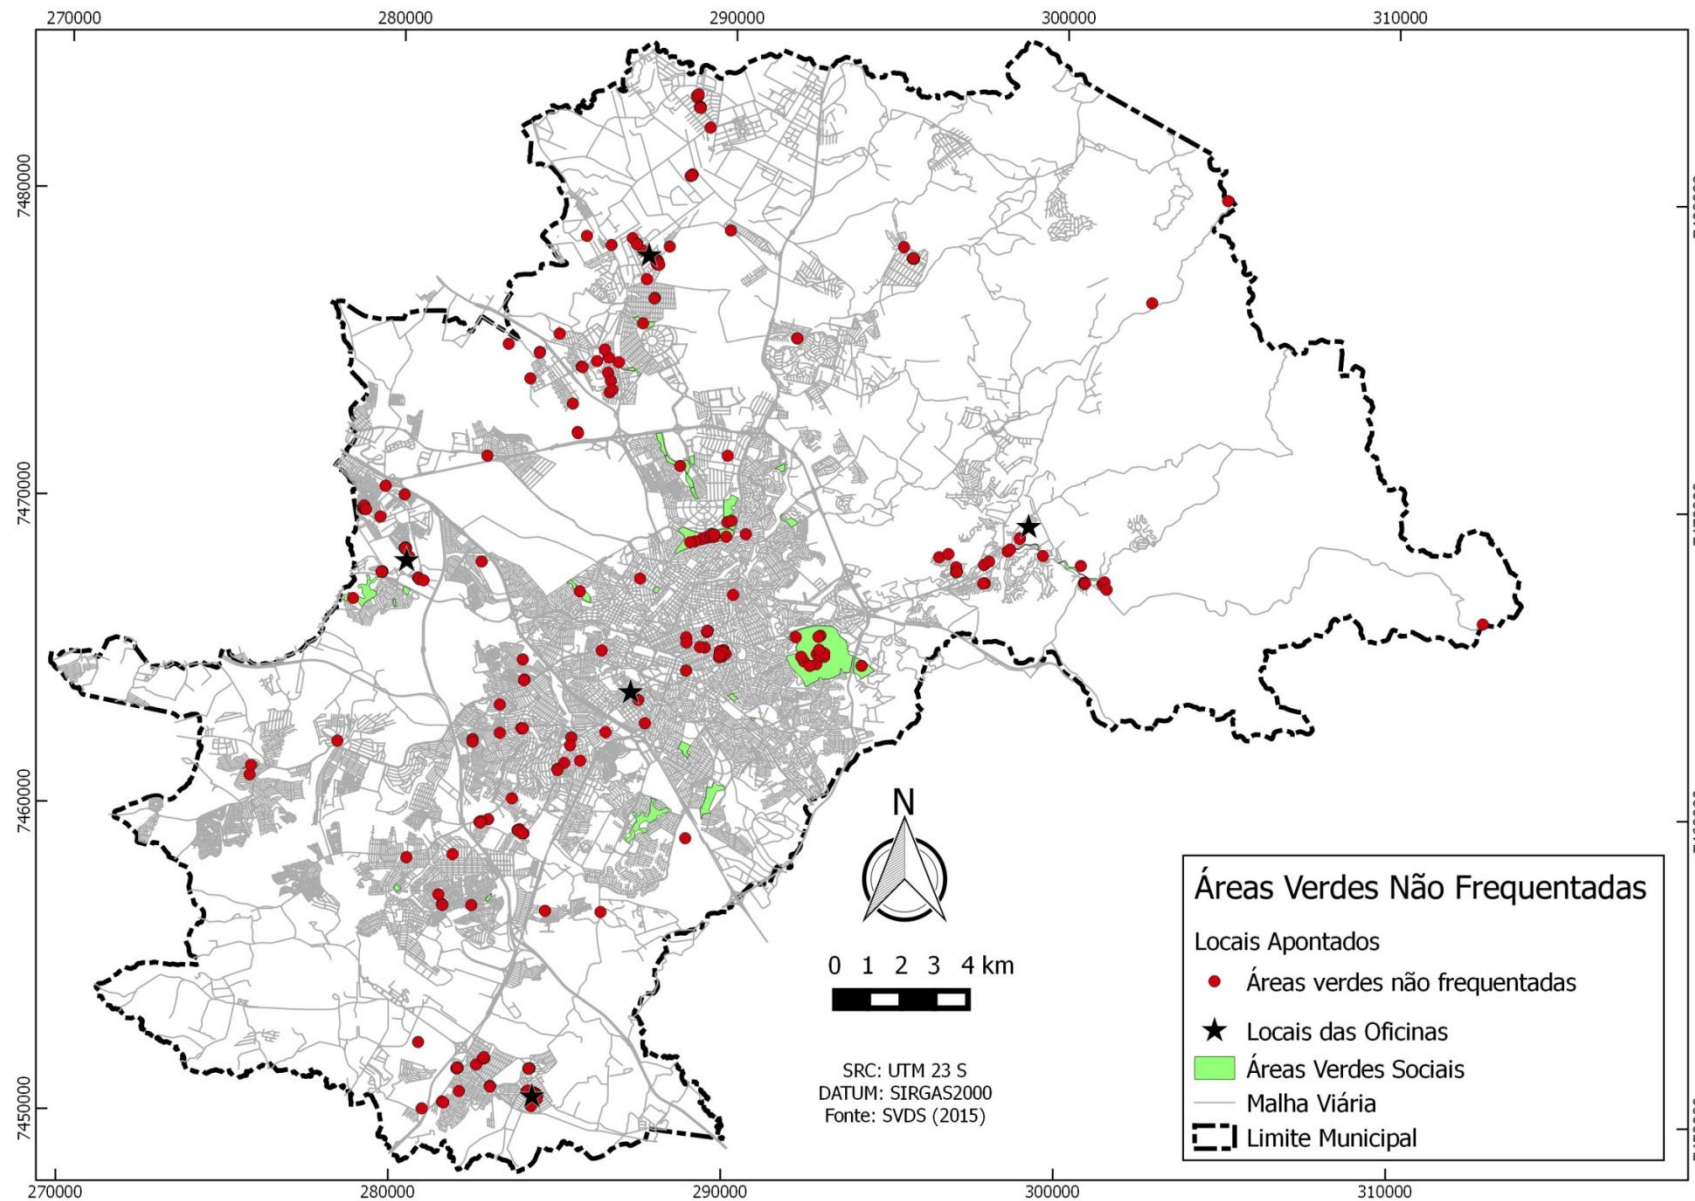 270000 280000 290000 300000 310000
7480000
7470000
7460000
7450000
N
0 1 2 3 4 km
SRC: UTM 23 S
DATUM: SIRGAS2000
Fonte: SVDS (2015)
Áreas Verdes Não Frequentadas
Locais Apontados
Áreas verdes não frequentadas
Locais das Oficinas
Áreas Verdes Sociais
Malha Viária
Limite Municipal
270000 280000 290000 300000 310000